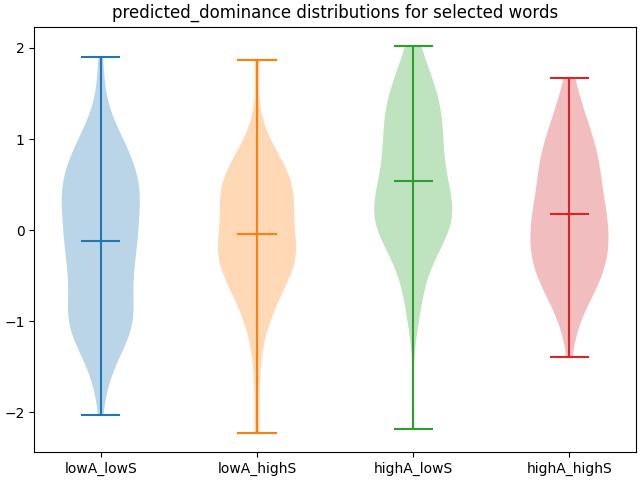 predicted_dominance distributions for selected words
2
1
0
−1
−2
lowA_lowS
lowA_highS
highA_lowS
highA_highS